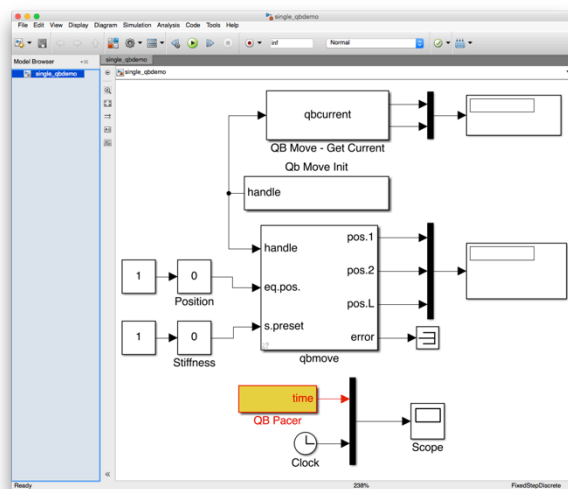 single_qbdemo
File Edit View Display Diagram Simulation Analysis Code Tools Help
inf
Normal
Model Browser
single_qbdemo
single_qbdemo
single_qbdemo
qbcurrent
QB Move - Get Current
Qb Move Init
handle
handle
pos.1
1
0
eq.pos.
pos.2
Position
pos.L
1
0
s.preset
error
Stiffness
qbmove
time
QB Pacer
Clock
Scope
Ready
238%
FixedStepDiscrete